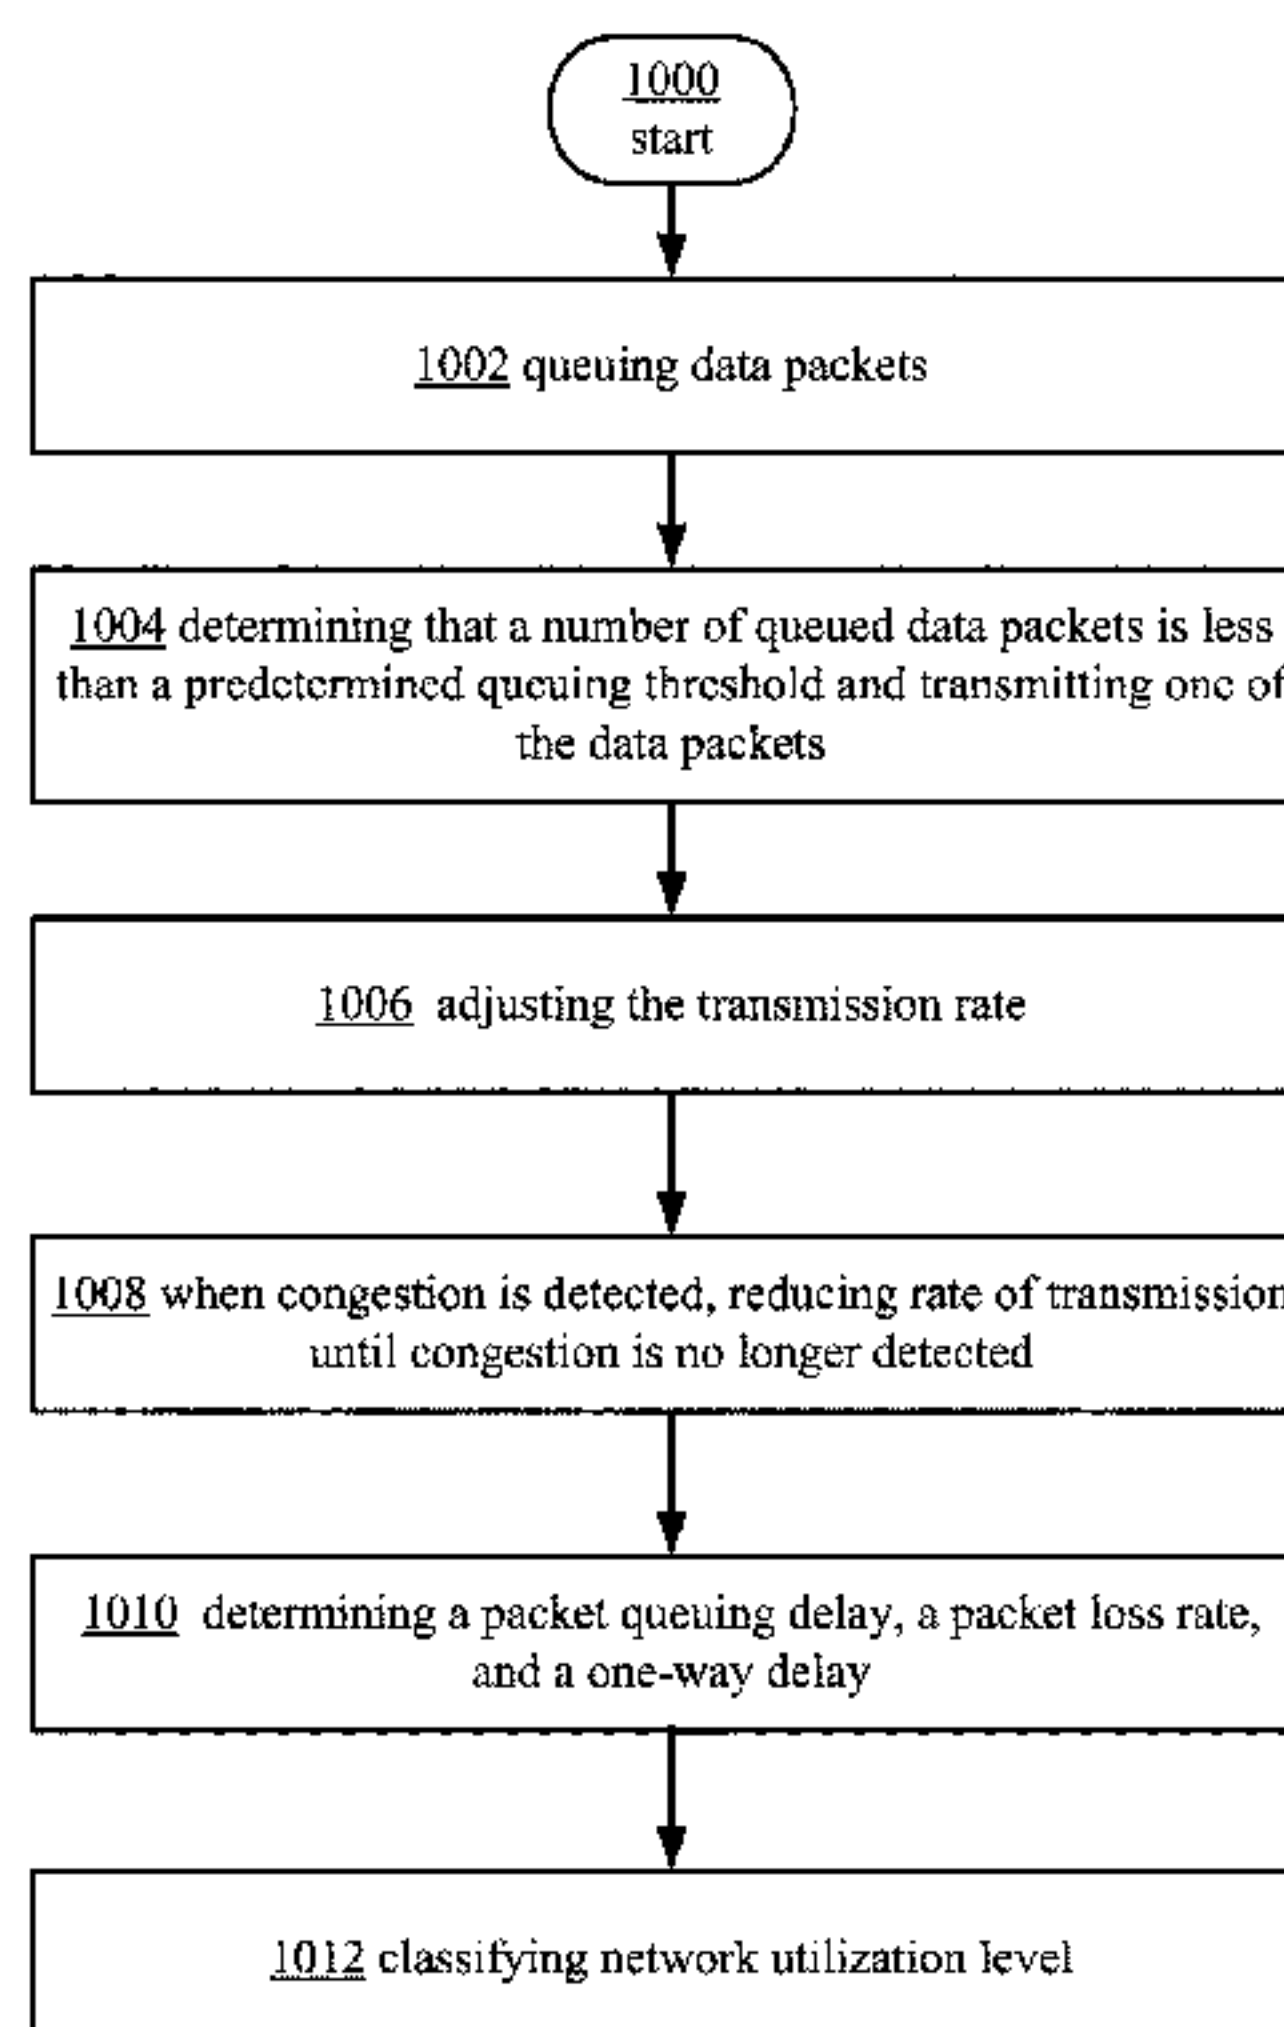 1000
start
1002 queuing data packets
1004 determining that a number of queued data packets is less
than a predetermined queuing threshold and transmitting one of
the data packets
1006 adjusting the transmission rate
1008 when congestion is detected, reducing rate of transmission
until congestion is no longer detected
1010 determining a packet queuing delay, a packet loss rate,
and a one-way delay
1012 classifying network utilization level